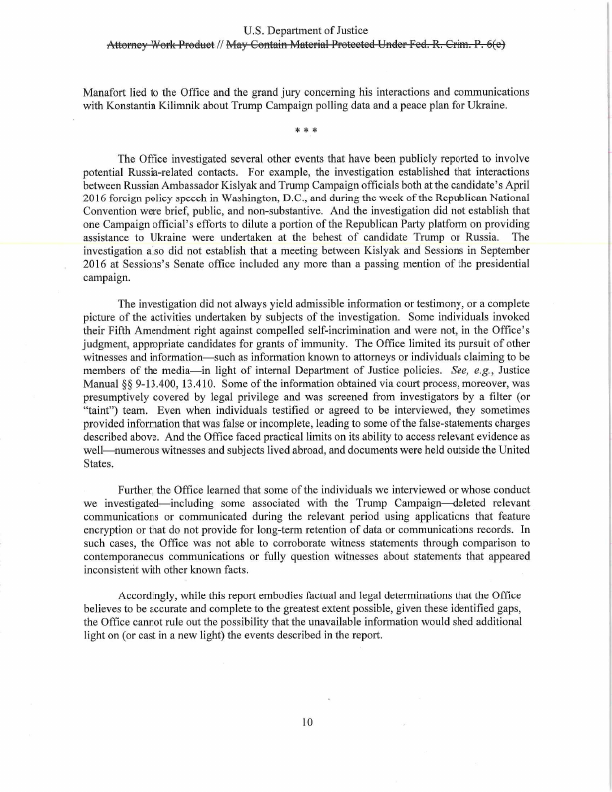 U.S. Department of Justice
Attorney Work Product // May Contain Material Protected Under Fed. R. Crim. P. 6(e)
Manafort lied to the Office and the grand jury concerning his interactions and communications
with Konstantin Kilimnik about Trump Campaign polling data and a peace plan for Ukraine.
* * *
The Office investigated several other events that have been publicly reported to involve
potential Russia-related contacts. For example, the investigation established that interactions
between Russian Ambassador Kislyak and Trump Campaign officials both at the candidate's April
2016 foreign policy speech in Washington, D.C., and during the week of the Republican National
Convention were brief, public, and non-substantive. And the investigation did not establish that
one Campaign official's efforts to dilute a portion of the Republican Party platform on providing
assistance to Ukraine were undertaken at the behest of candidate Trump or Russia. The
investigation also did not establish that a meeting between Kislyak and Sessions in September
2016 at Sessions's Senate office included any more than a passing mention of the presidential
campaign.
The investigation did not always yield admissible information or testimony, or a complete
picture of the activities undertaken by subjects of the investigation. Some individuals invoked
their Fifth Amendment right against compelled self-incrimination and were not, in the Office's
judgment, appropriate candidates for grants of immunity. The Office limited its pursuit of other
witnesses and information—such as information known to attorneys or individuals claiming to be
members of the media—in light of internal Department of Justice policies. See, e.g., Justice
Manual §§ 9-13.400, 13.410. Some of the information obtained via court process, moreover, was
presumptively covered by legal privilege and was screened from investigators by a filter (or
"taint") team. Even when individuals testified or agreed to be interviewed, they sometimes
provided information that was false or incomplete, leading to some of the false-statements charges
described above. And the Office faced practical limits on its ability to access relevant evidence as
well—numerous witnesses and subjects lived abroad, and documents were held outside the United
States.
Further, the Office learned that some of the individuals we interviewed or whose conduct
we investigated—including some associated with the Trump Campaign—deleted relevant
communications or communicated during the relevant period using applications that feature
encryption or that do not provide for long-term retention of data or communications records. In
such cases, the Office was not able to corroborate witness statements through comparison to
contemporaneous communications or fully question witnesses about statements that appeared
inconsistent with other known facts.
Accordingly, while this report embodies factual and legal determinations that the Office
believes to be accurate and complete to the greatest extent possible, given these identified gaps,
the Office cannot rule out the possibility that the unavailable information would shed additional
light on (or cast in a new light) the events described in the report.
10